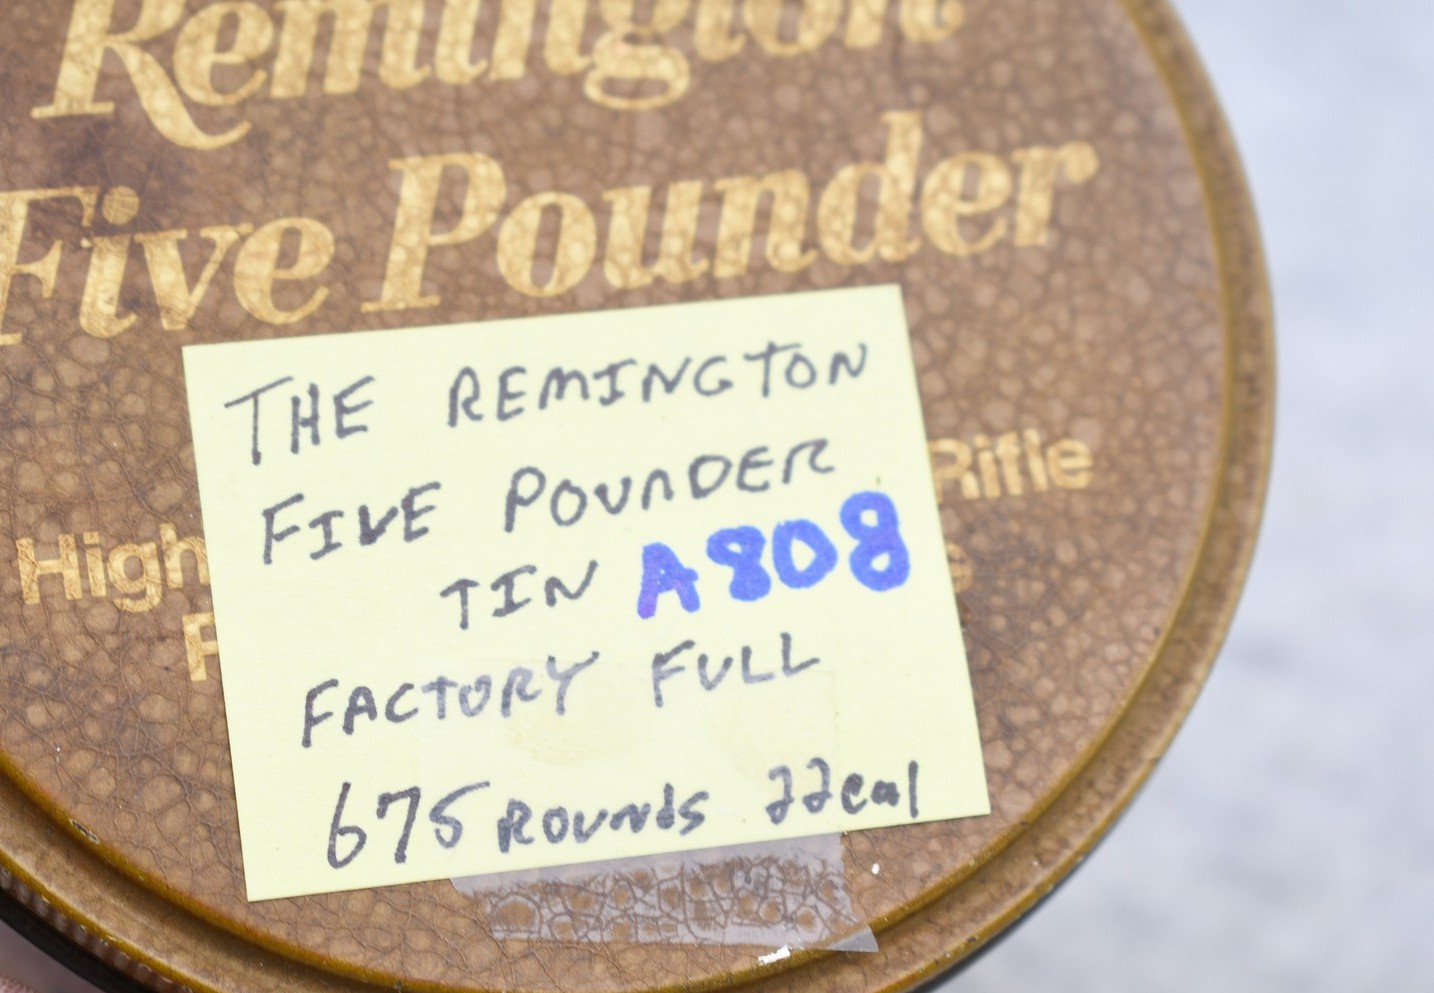 Remington
Five Pounder
THE REMINGTON
FIVE POUNDER
TIN A808
FACTORY FULL
675 ROUNDS 22cal
High
Rifle